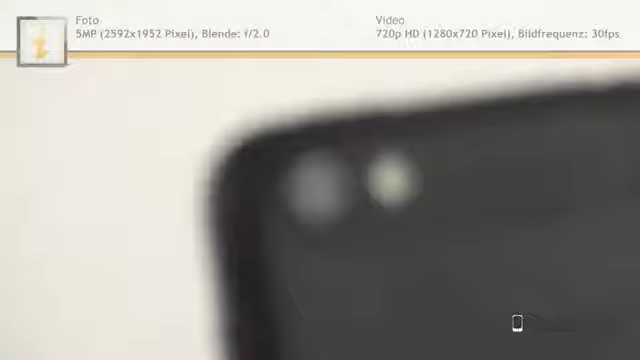 Foto
5MP (2592x1952 Pixel), Blende: f/2.0
Video
720p HD (1280x720 Pixel), Bildfrequenz: 30fps